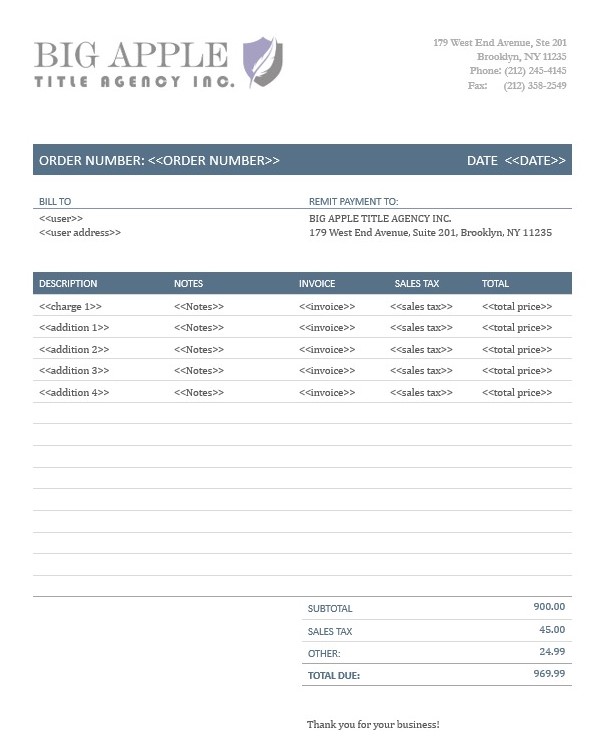 BIG APPLE
TITLE AGENCY INC.
179 West End Avenue, Ste 201
Brooklyn, NY 11235
Phone: (212) 245-4145
Fax: (212) 358-2549
ORDER NUMBER: <<ORDER NUMBER>> DATE <<DATE>>
BILL TO REMIT PAYMENT TO:
<<user>> BIG APPLE TITLE AGENCY INC.
<<user address>> 179 West End Avenue, Suite 201, Brooklyn, NY 11235
DESCRIPTION NOTES INVOICE SALES TAX TOTAL
<<charge 1>> <<Notes>> <<invoice>> <<sales tax>> <<total price>>
<<addition 1>> <<Notes>> <<invoice>> <<sales tax>> <<total price>>
<<addition 2>> <<Notes>> <<invoice>> <<sales tax>> <<total price>>
<<addition 3>> <<Notes>> <<invoice>> <<sales tax>> <<total price>>
<<addition 4>> <<Notes>> <<invoice>> <<sales tax>> <<total price>>
SUBTOTAL 900.00
SALES TAX 45.00
OTHER: 24.99
TOTAL DUE: 969.99
Thank you for your business!